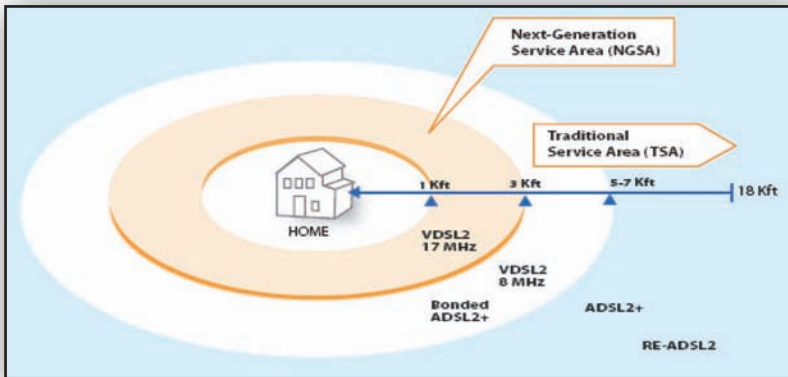 Next-Generation
Service Area (NGSA)
Traditional
Service Area (TSA)
1 Kft
3 Kft
5-7 Kft
18 Kft
HOME
VDSL2
17 MHz
VDSL2
8 MHz
Bonded
ADSL2+
ADSL2+
RE-ADSL2